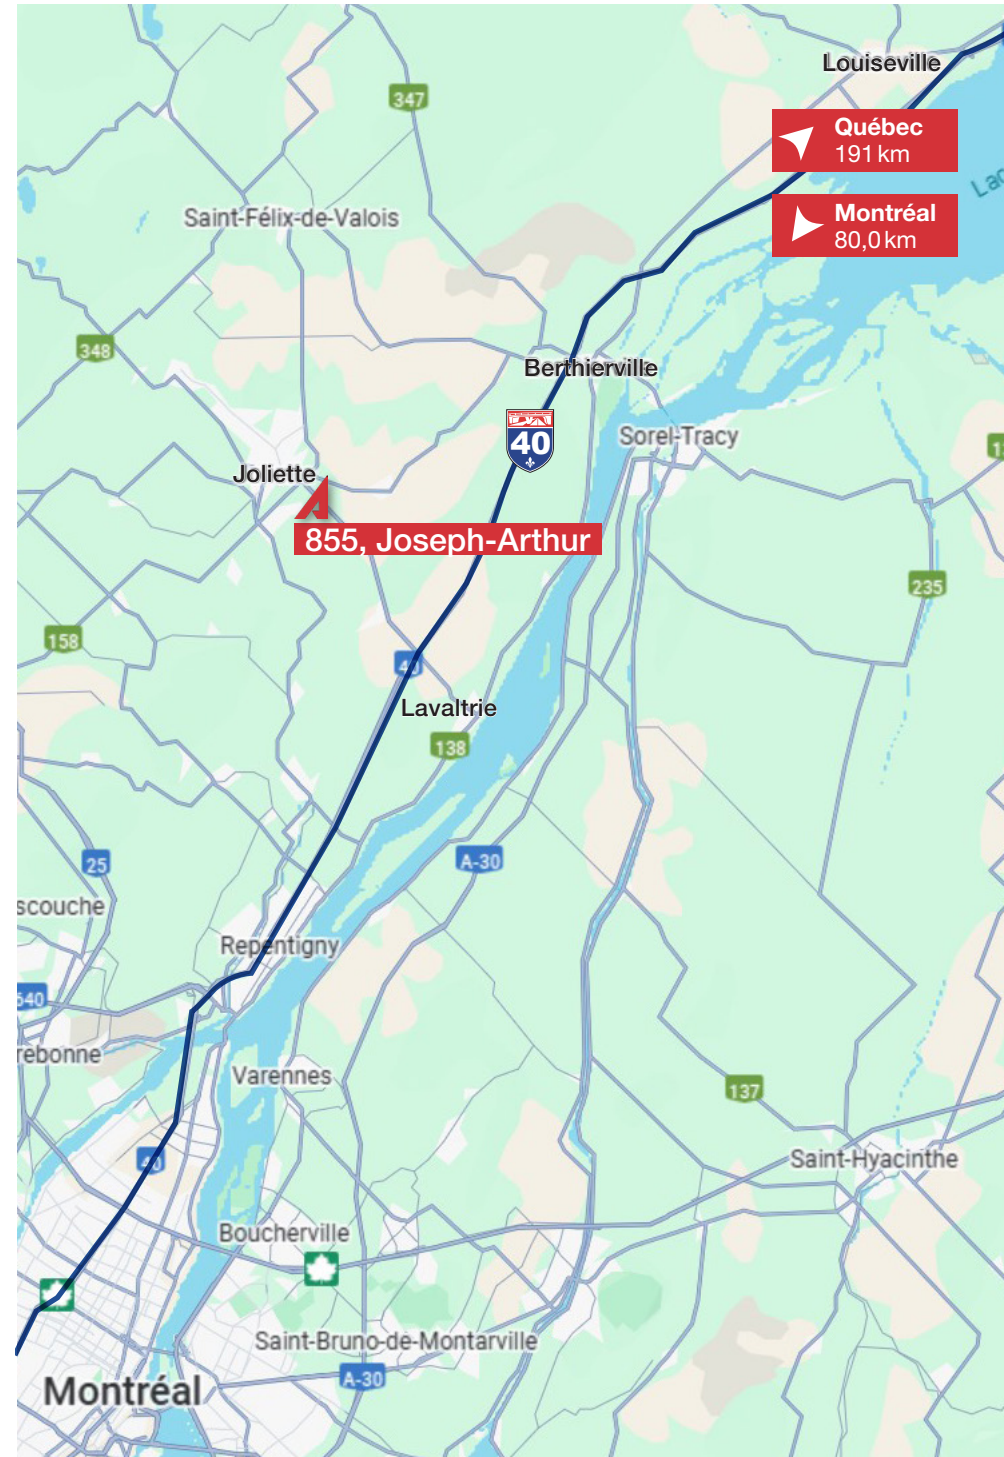 Louiseville
347
Québec
191 km
Lac
Montréal
80,0 km
Saint-Félix-de-Valois
348
Berthierville
40
Sorel-Tracy
Joliette
855, Joseph-Arthur
235
158
40
Lavaltrie
138
A-30
25
scouche
Repentigny
640
rebonne
Varennes
137
40
Saint-Hyacinthe
Boucherville
Saint-Bruno-de-Montarville
A-30
Montréal